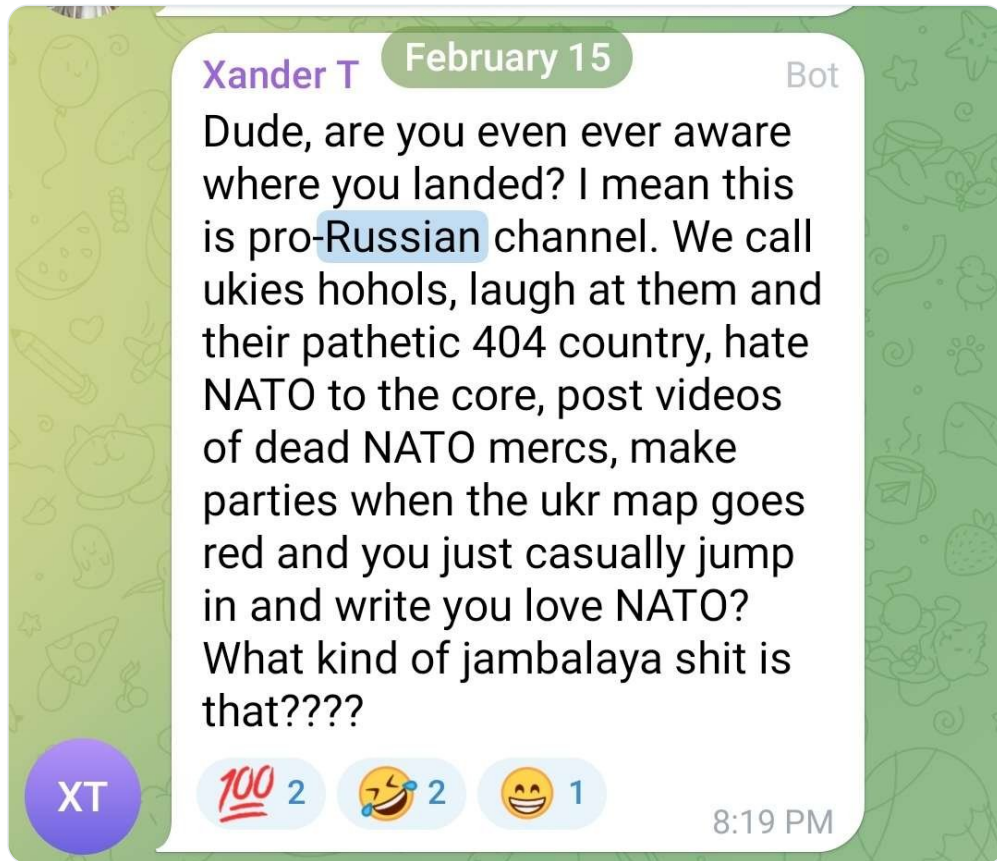 February 15
Xander T
Bot
Dude, are you even ever aware
where you landed? I mean this
is pro-Russian channel. We call
ukies hohols, laugh at them and
their pathetic 404 country, hate
NATO to the core, post videos
of dead NATO mercs, make
parties when the ukr map goes
red and you just casually jump
in and write you love NATO?
What kind of jambalaya shit is
that????
XT
💯 2 🤣 2 😁 1
8:19 PM